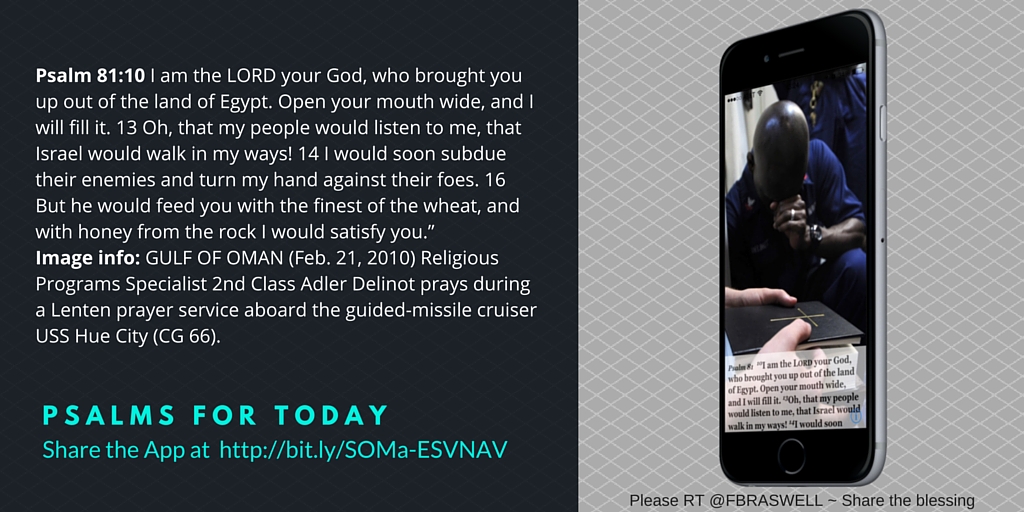 Psalm 81:10 I am the LORD your God, who brought you
up out of the land of Egypt. Open your mouth wide, and I
will fill it. 13 Oh, that my people would listen to me, that
Israel would walk in my ways! 14 I would soon subdue
their enemies and turn my hand against their foes. 16
But he would feed you with the finest of the wheat, and
with honey from the rock I would satisfy you.”
Image info: GULF OF OMAN (Feb. 21, 2010) Religious
Programs Specialist 2nd Class Adler Delinot prays during
a Lenten prayer service aboard the guided-missile cruiser
USS Hue City (CG 66).
PSALMS FOR TODAY
Share the App at http://bit.ly/SOMa-ESVNAV
Psalm 81 ¹⁰I am the LORD your God,
who brought you up out of the land
of Egypt. Open your mouth wide,
and I will fill it. ¹³Oh, that my people
would listen to me, that Israel would
walk in my ways! ¹⁴I would soon
Please RT @FBRASWELL ~ Share the blessing